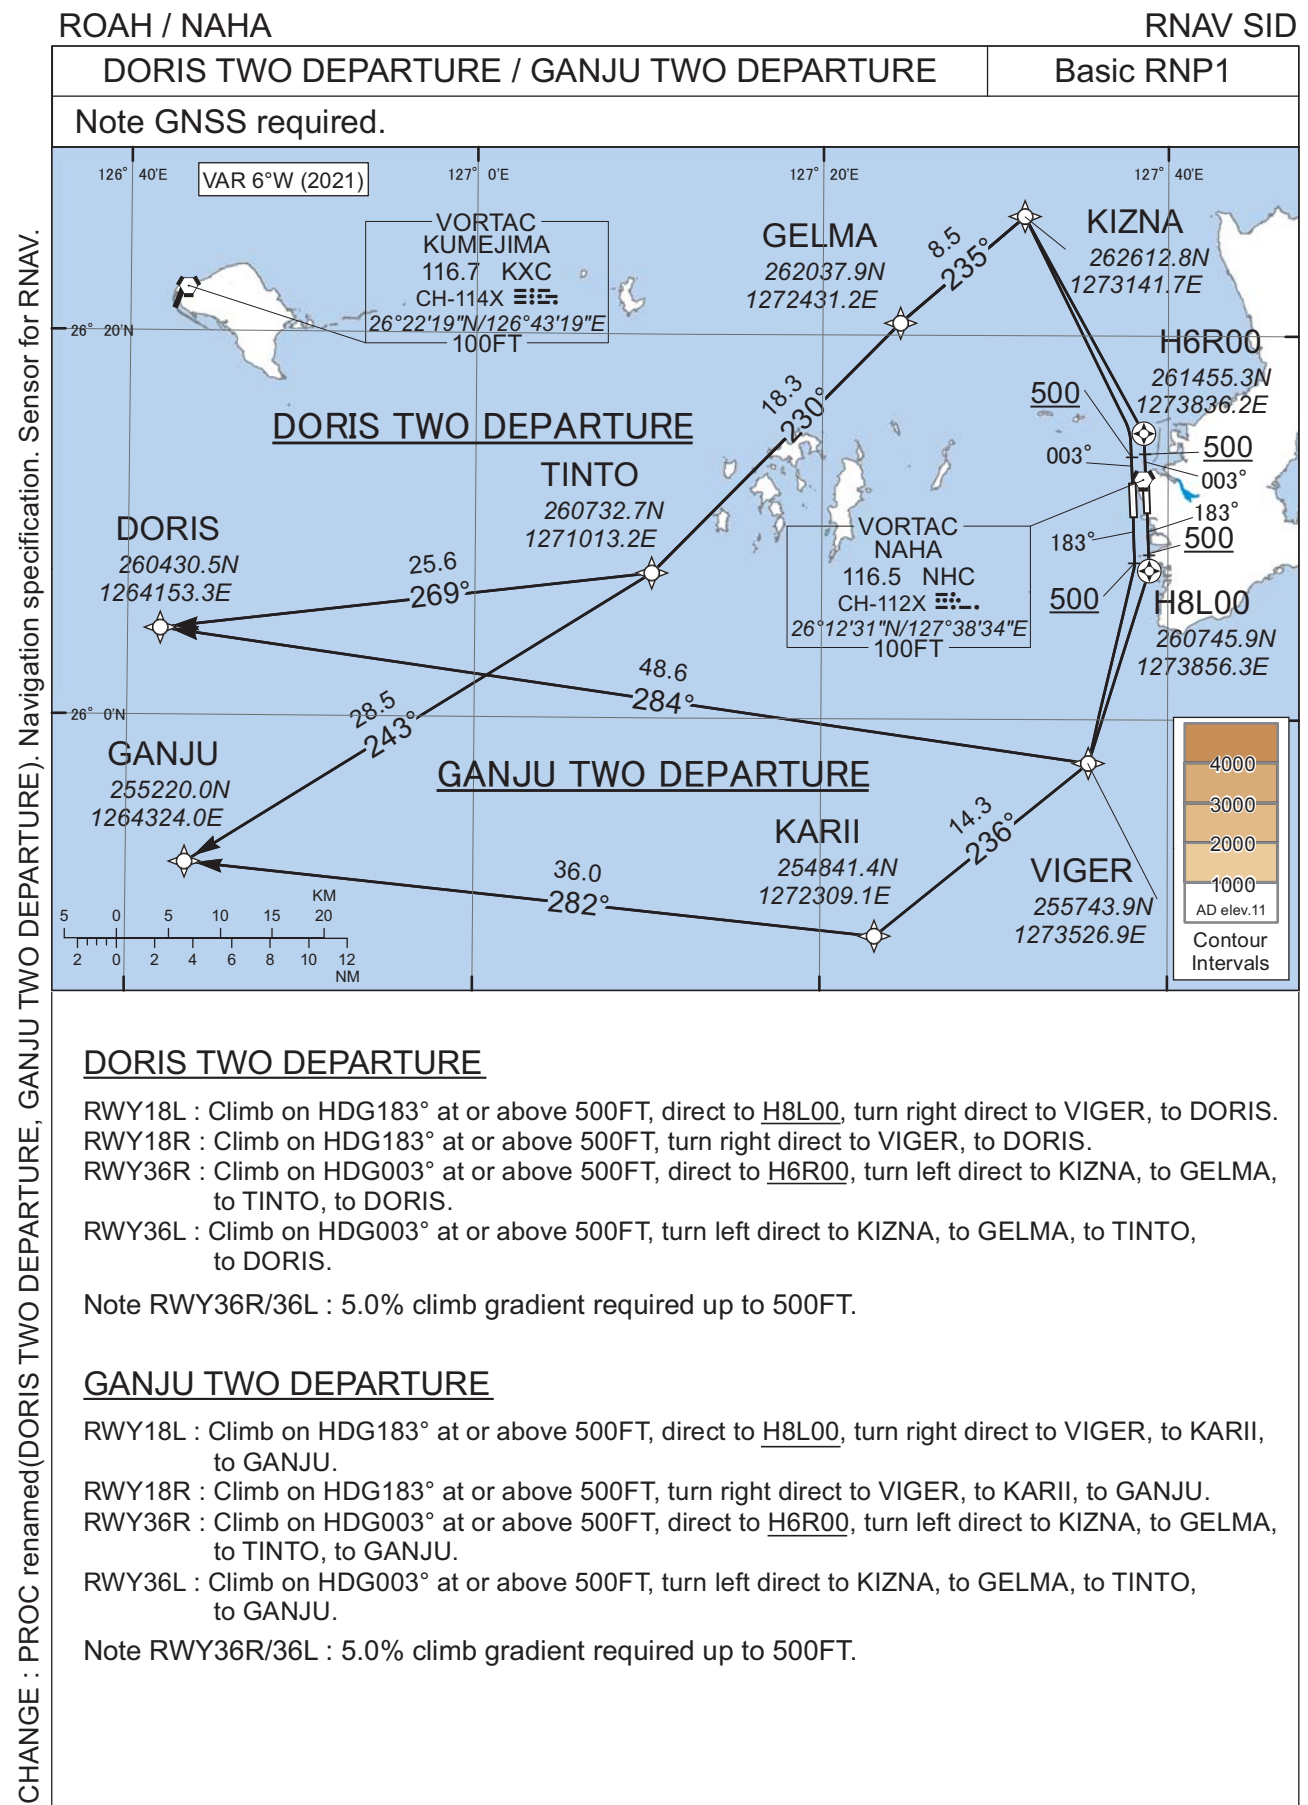 ROAH / NAHA
RNAV SID
DORIS TWO DEPARTURE / GANJU TWO DEPARTURE
Basic RNP1
Note GNSS required.
126° 40'E
VAR 6°W (2021)
127° 0'E
127° 20'E
127° 40'E
VORTAC
KUMEJIMA
116.7 KXC
CH-114X
26°22'19"N/126°43'19"E
100FT
GELMA
262037.9N
1272431.2E
8.5
235°
KIZNA
262612.8N
1273141.7E
26° 20'N
H6R00
261455.3N
1273836.2E
18.3
230°
500
500
003°
003°
DORIS TWO DEPARTURE
TINTO
260732.7N
1271013.2E
DORIS
260430.5N
1264153.3E
25.6
269°
VORTAC
NAHA
116.5 NHC
CH-112X
26°12'31"N/127°38'34"E
100FT
183°
183°
500
500
H8L00
260745.9N
1273856.3E
48.6
284°
26° 0'N
28.5
243°
GANJU
255220.0N
1264324.0E
GANJU TWO DEPARTURE
14.3
236°
KARII
254841.4N
1272309.1E
VIGER
255743.9N
1273526.9E
36.0
282°
4000
3000
2000
1000
AD elev.11
Contour
Intervals
KM
5 0 5 10 15 20
2 0 2 4 6 8 10 12
NM
DORIS TWO DEPARTURE
RWY18L : Climb on HDG183° at or above 500FT, direct to H8L00, turn right direct to VIGER, to DORIS.
RWY18R : Climb on HDG183° at or above 500FT, turn right direct to VIGER, to DORIS.
RWY36R : Climb on HDG003° at or above 500FT, direct to H6R00, turn left direct to KIZNA, to GELMA,
to TINTO, to DORIS.
RWY36L : Climb on HDG003° at or above 500FT, turn left direct to KIZNA, to GELMA, to TINTO,
to DORIS.
Note RWY36R/36L : 5.0% climb gradient required up to 500FT.
GANJU TWO DEPARTURE
RWY18L : Climb on HDG183° at or above 500FT, direct to H8L00, turn right direct to VIGER, to KARII,
to GANJU.
RWY18R : Climb on HDG183° at or above 500FT, turn right direct to VIGER, to KARII, to GANJU.
RWY36R : Climb on HDG003° at or above 500FT, direct to H6R00, turn left direct to KIZNA, to GELMA,
to TINTO, to GANJU.
RWY36L : Climb on HDG003° at or above 500FT, turn left direct to KIZNA, to GELMA, to TINTO,
to GANJU.
Note RWY36R/36L : 5.0% climb gradient required up to 500FT.
CHANGE : PROC renamed(DORIS TWO DEPARTURE, GANJU TWO DEPARTURE). Navigation specification. Sensor for RNAV.